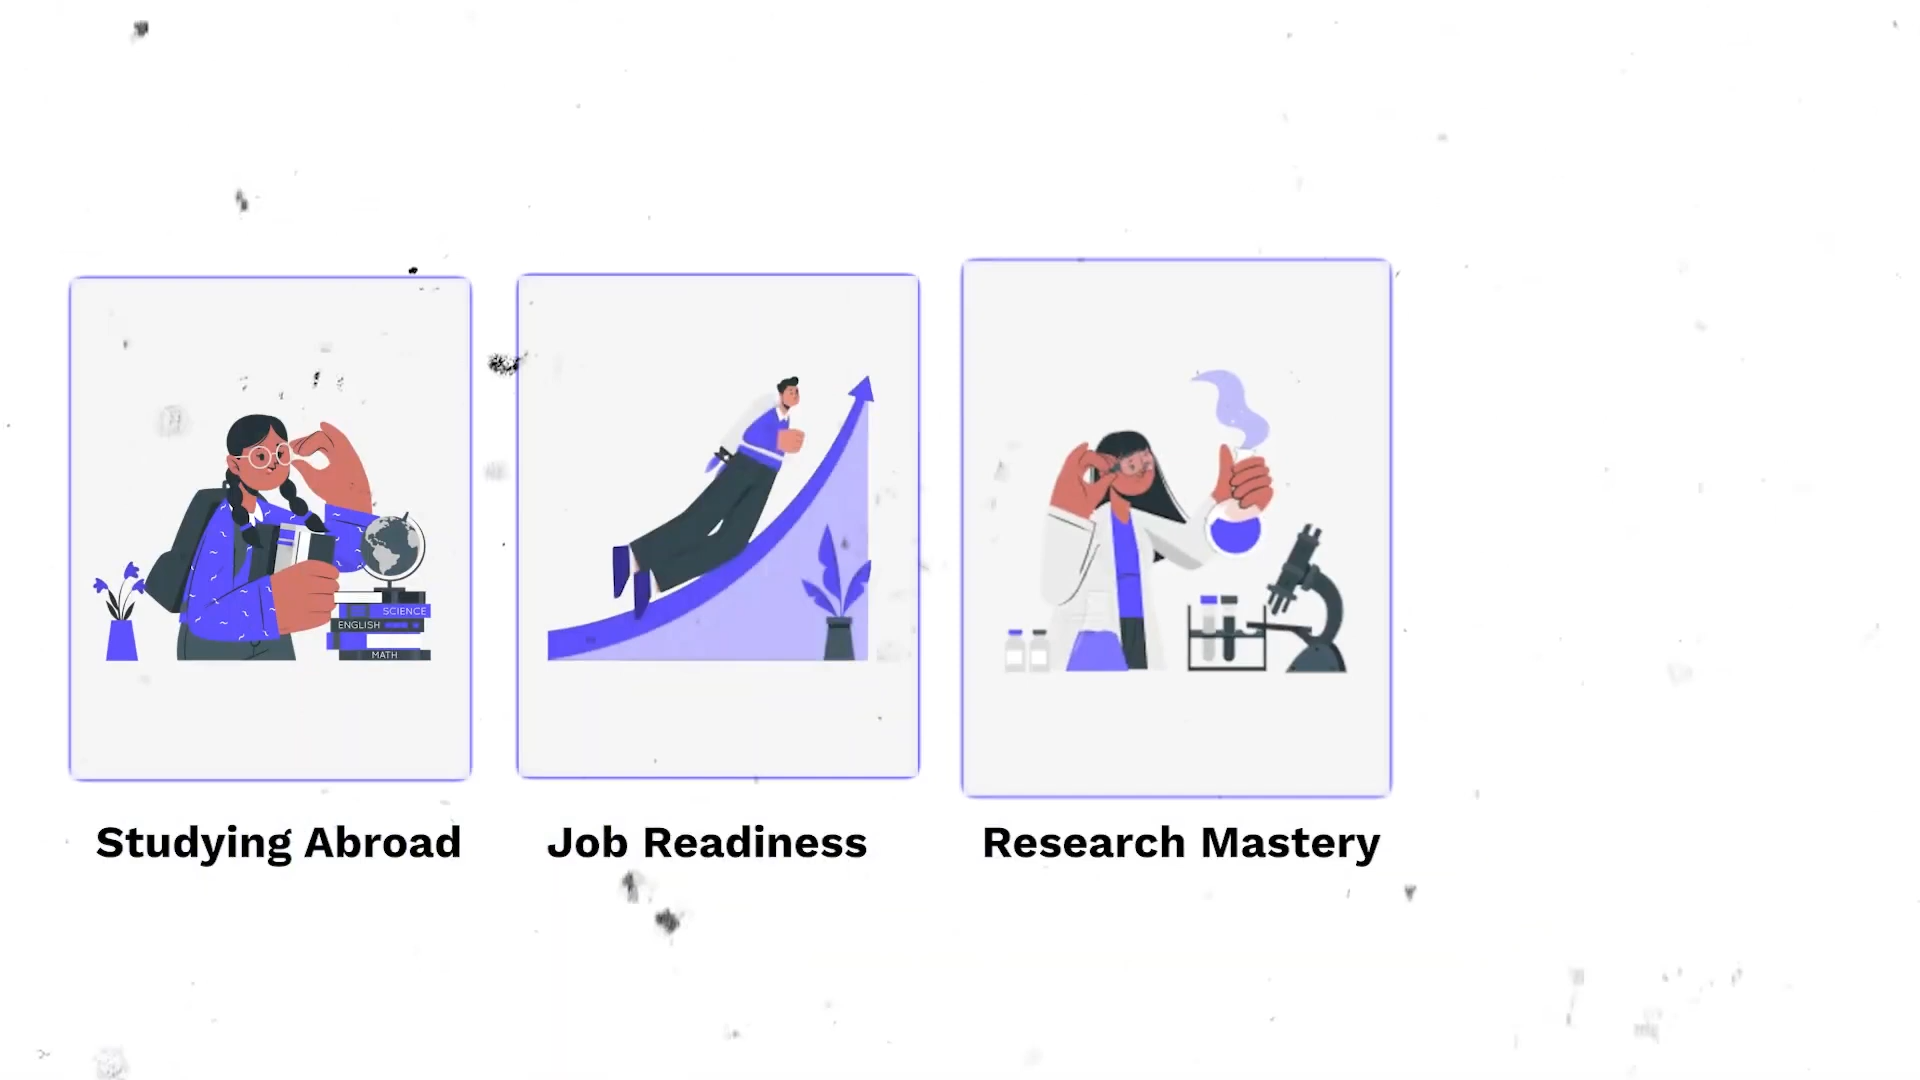 SCIENCE
ENGLISH
MATH
Studying Abroad
Job Readiness
Research Mastery